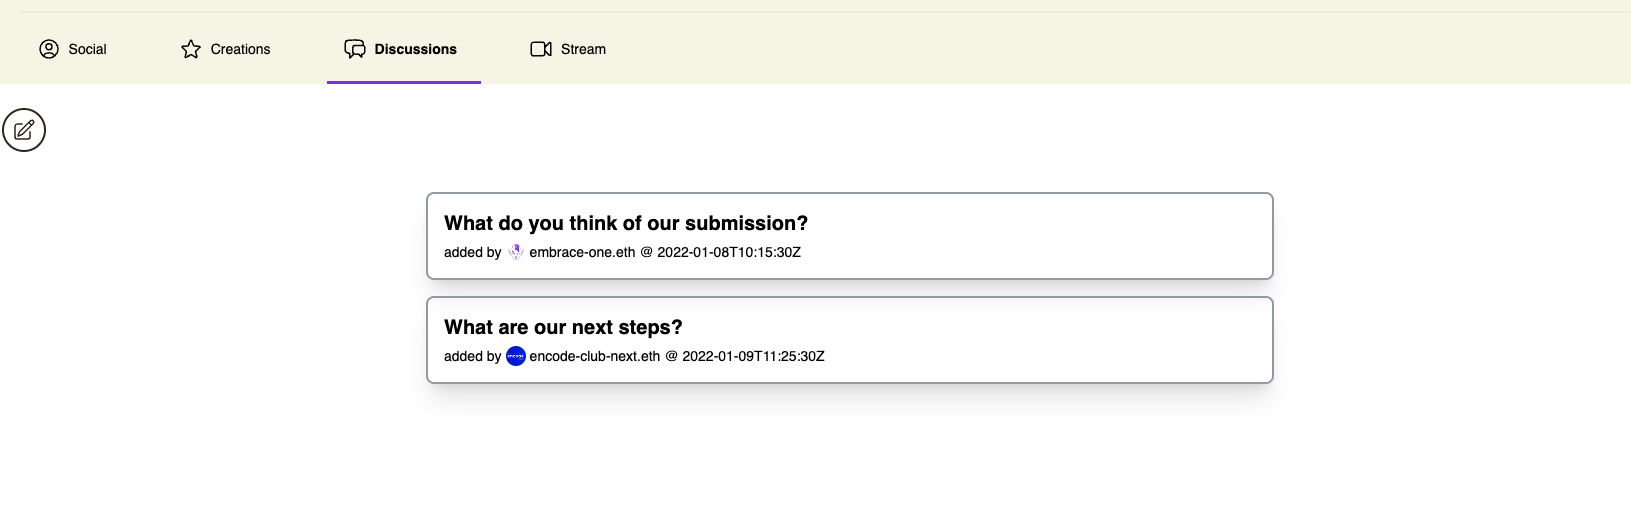 Social
Creations
Discussions
Stream
What do you think of our submission?
added by embrace-one.eth @ 2022-01-08T10:15:30Z
What are our next steps?
added by encode-club-next.eth @ 2022-01-09T11:25:30Z